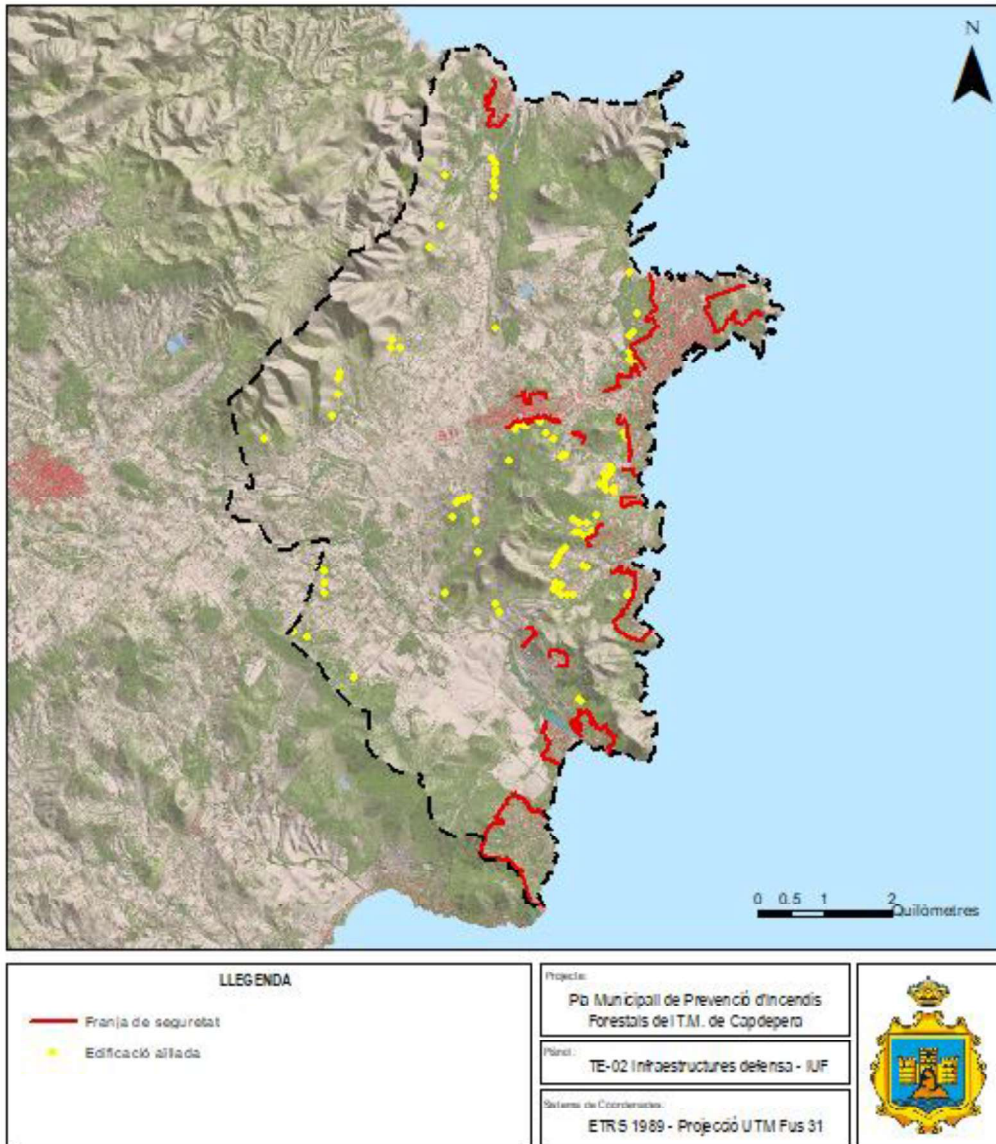 N
0 0.5 1 2
Quilòmetres
LLEGENDA
Franja de seguretat
Edificació aïllada
Projecte:
Pla Municipal de Prevenció d'Incendis
Forestals del T.M. de Capdepera
Plànol:
TE-02 Infraestructures defensa - IUF
Sistema de Coordenades:
ETRS 1989 - Projecció UTM Fus 31